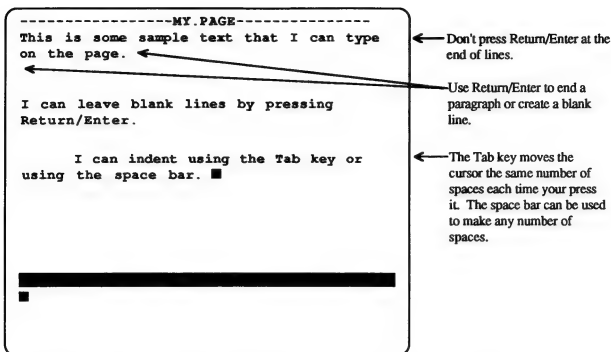 ------------------MY.PAGE----------------
This is some sample text that I can type
on the page.
I can leave blank lines by pressing
Return/Enter.
I can indent using the Tab key or
using the space bar.
Don't press Return/Enter at the
end of lines.
Use Return/Enter to end a
paragraph or create a blank
line.
The Tab key moves the
cursor the same number of
spaces each time your press
it. The space bar can be used
to make any number of
spaces.